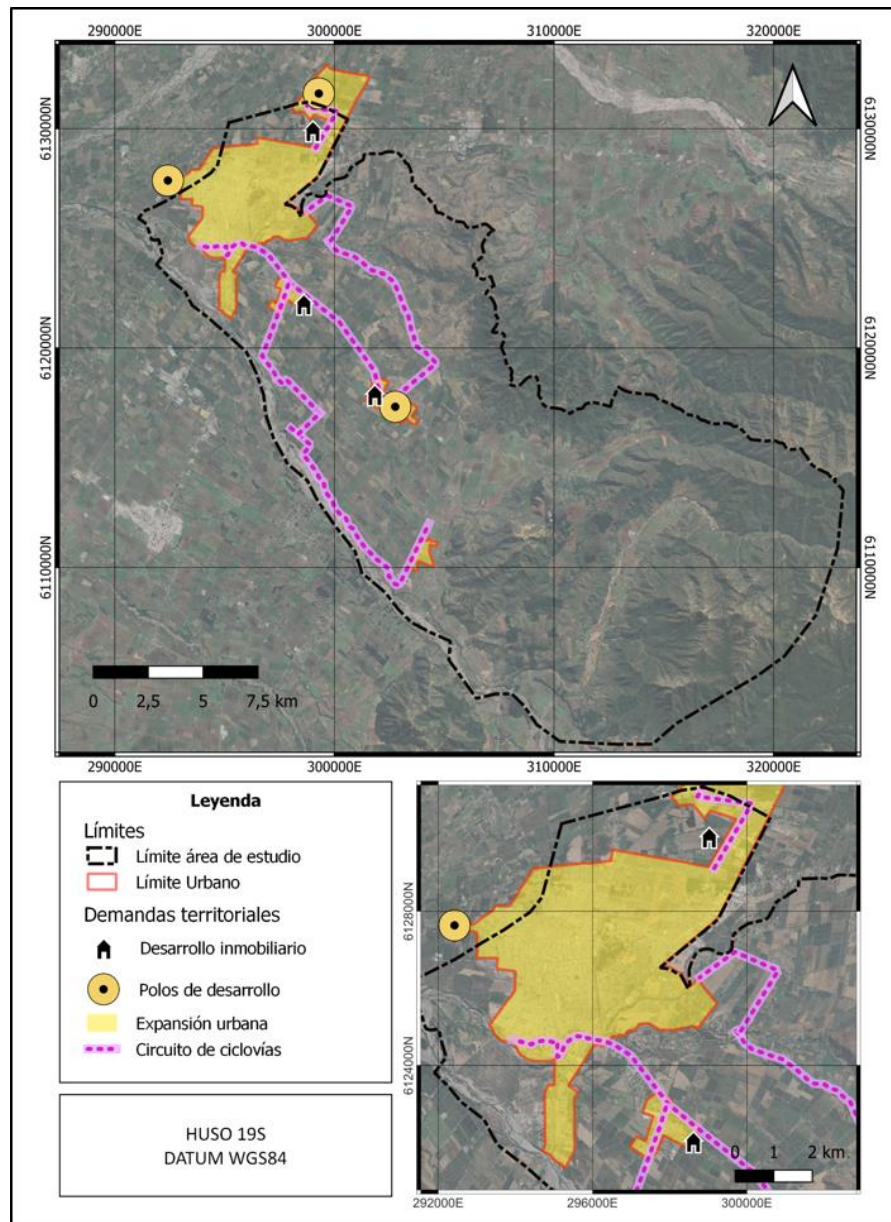 290000E 300000E 310000E 320000E
6130000N 6130000N
6120000N 6120000N
6110000N 6110000N
0 2,5 5 7,5 km
290000E 300000E 310000E 320000E
Leyenda
Límites
Límite área de estudio
Límite Urbano
Demandas territoriales
Desarrollo inmobiliario
Polos de desarrollo
Expansión urbana
Circuito de ciclovías
HUSO 19S
DATUM WGS84
6128000N
6124000N
0 1 2 km
292000E 296000E 300000E